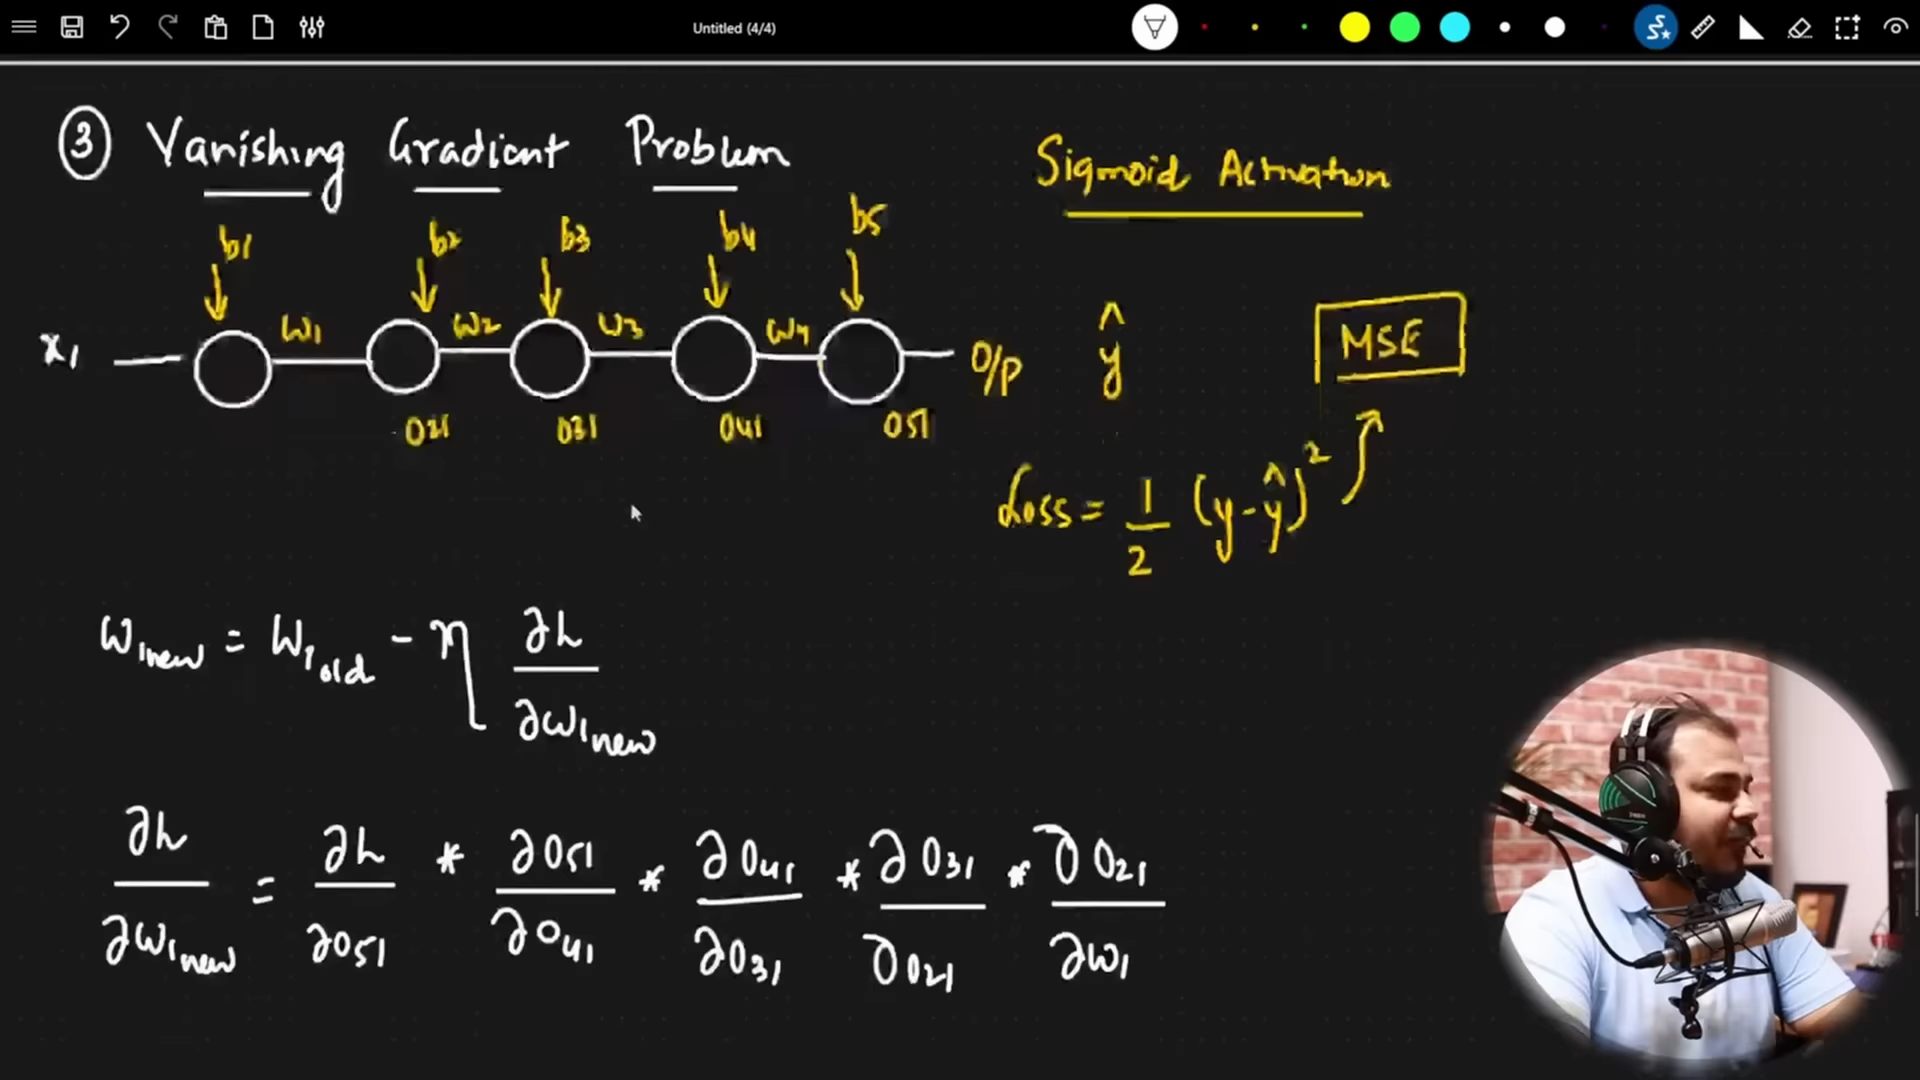 Untitled (4/4)
③ Vanishing Gradient Problem
Sigmoid Activation
b1 b2 b3 b4 b5
x₁ W1 W2 W3 W4 O/P ŷ MSE
O21 O31 O41 O51
Loss = 1/2 (y-ŷ)²
W₁new = W₁old - η ∂L/∂W₁new
∂L/∂W₁new = ∂L/∂O51 * ∂O51/∂O41 * ∂O41/∂O31 * ∂O31/∂O21 * ∂O21/∂W₁